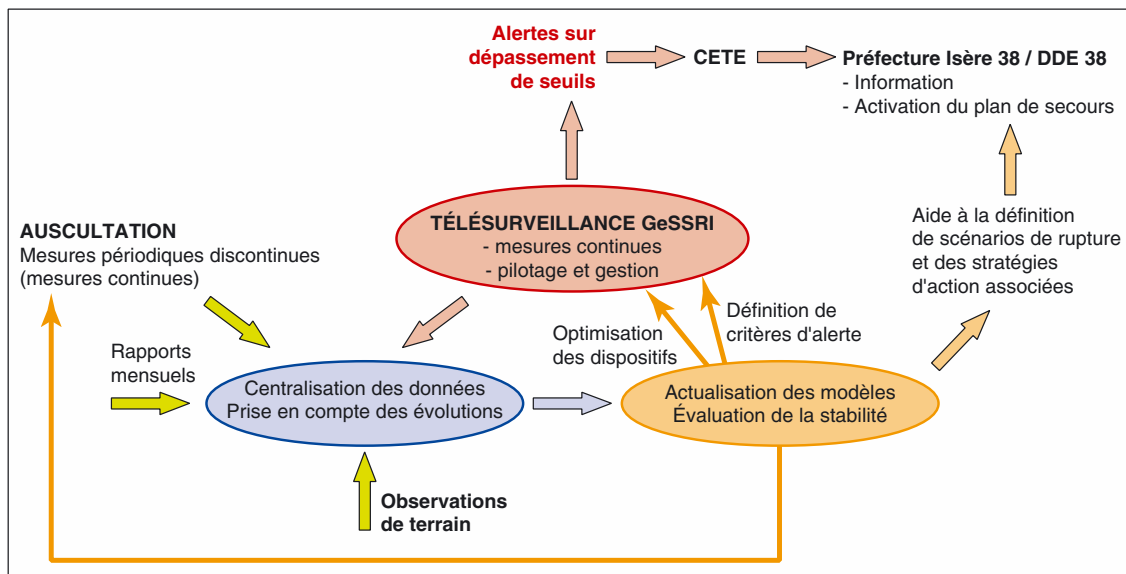 Alertes sur
dépassement
de seuils
CETE
Préfecture Isère 38 / DDE 38
- Information
- Activation du plan de secours
TÉLÉSURVEILLANCE GeSSRI
- mesures continues
- pilotage et gestion
AUSCULTATION
Mesures périodiques discontinues
(mesures continues)
Aide à la définition
de scénarios de rupture
et des stratégies
d'action associées
Optimisation
des dispositifs
Définition de
critères d'alerte
Rapports
mensuels
Centralisation des données
Prise en compte des évolutions
Actualisation des modèles
Évaluation de la stabilité
Observations
de terrain